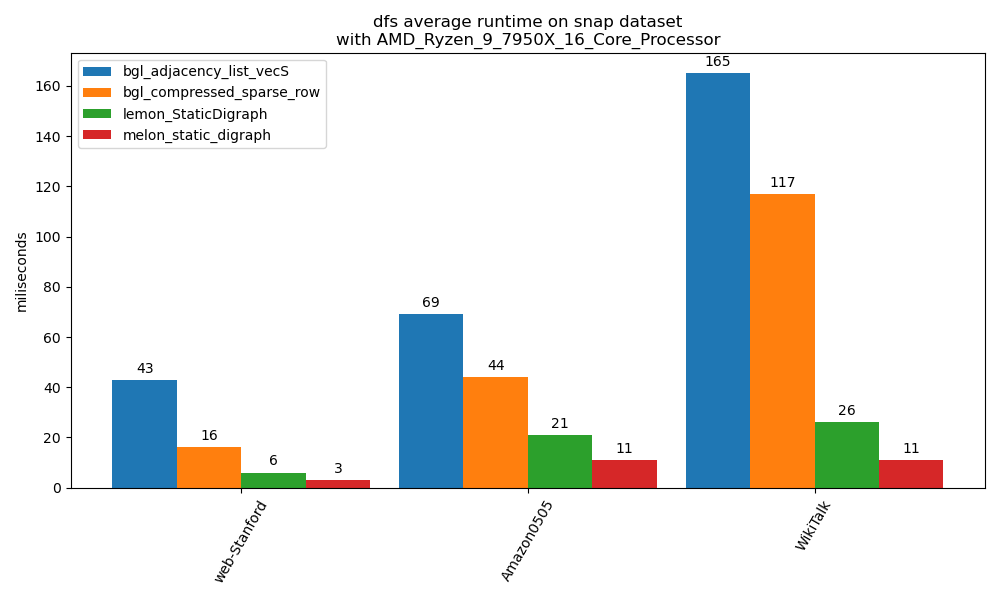 dfs average runtime on snap dataset
with AMD_Ryzen_9_7950X_16_Core_Processor
bgl_adjacency_list_vecS
bgl_compressed_sparse_row
lemon_StaticDigraph
melon_static_digraph
miliseconds
160
140
120
100
80
60
40
20
0
43
16
6
3
69
44
21
11
165
117
26
11
web-Stanford
Amazon0505
WikiTalk